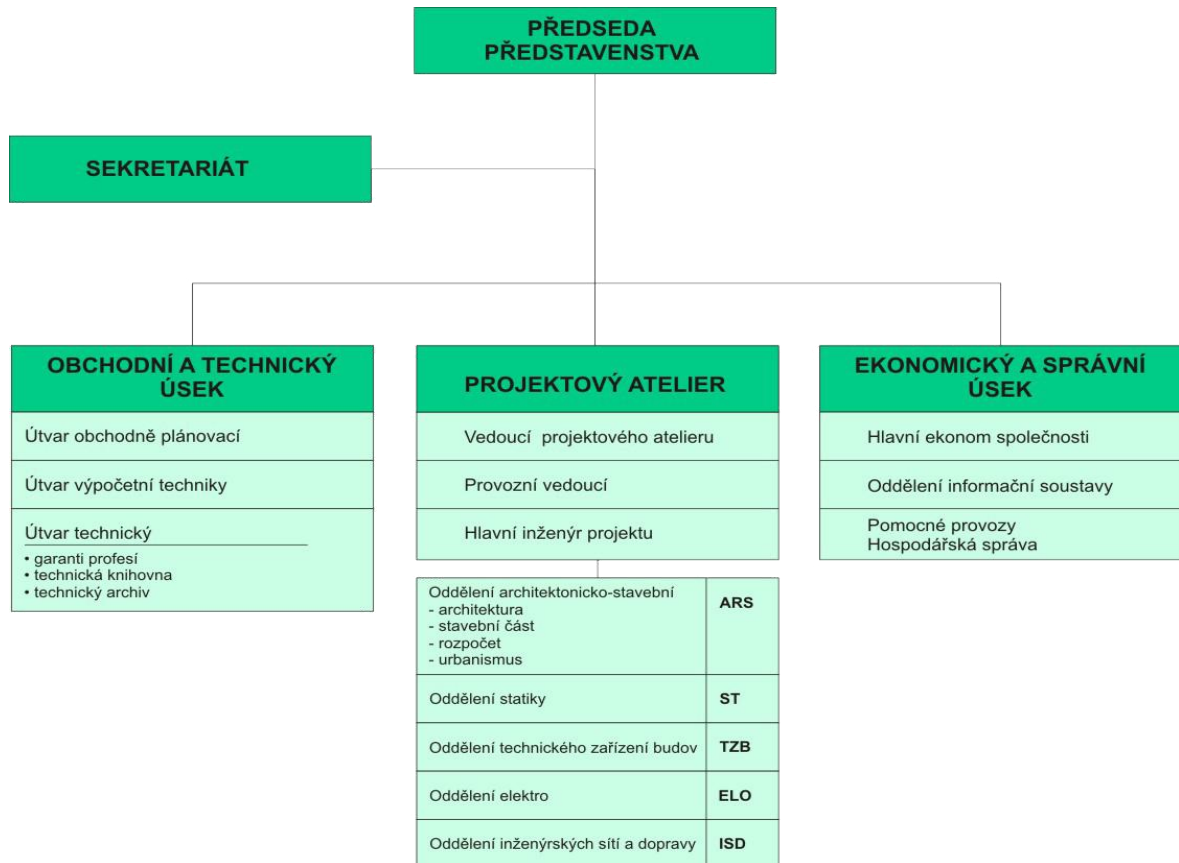 PŘEDSEDA
PŘEDSTAVENSTVA
SEKRETARIÁT
OBCHODNÍ A TECHNICKÝ
ÚSEK
Útvar obchodně plánovací
Útvar výpočetní techniky
Útvar technický
• garanti profesí
• technická knihovna
• technický archiv
PROJEKTOVÝ ATELIER
Vedoucí projektového atelieru
Provozní vedoucí
Hlavní inženýr projektu
Oddělení architektonicko-stavební ARS
- architektura
- stavební část
- rozpočet
- urbanismus
Oddělení statiky ST
Oddělení technického zařízení budov TZB
Oddělení elektro ELO
Oddělení inženýrských sítí a dopravy ISD
EKONOMICKÝ A SPRÁVNÍ
ÚSEK
Hlavní ekonom společnosti
Oddělení informační soustavy
Pomocné provozy
Hospodářská správa